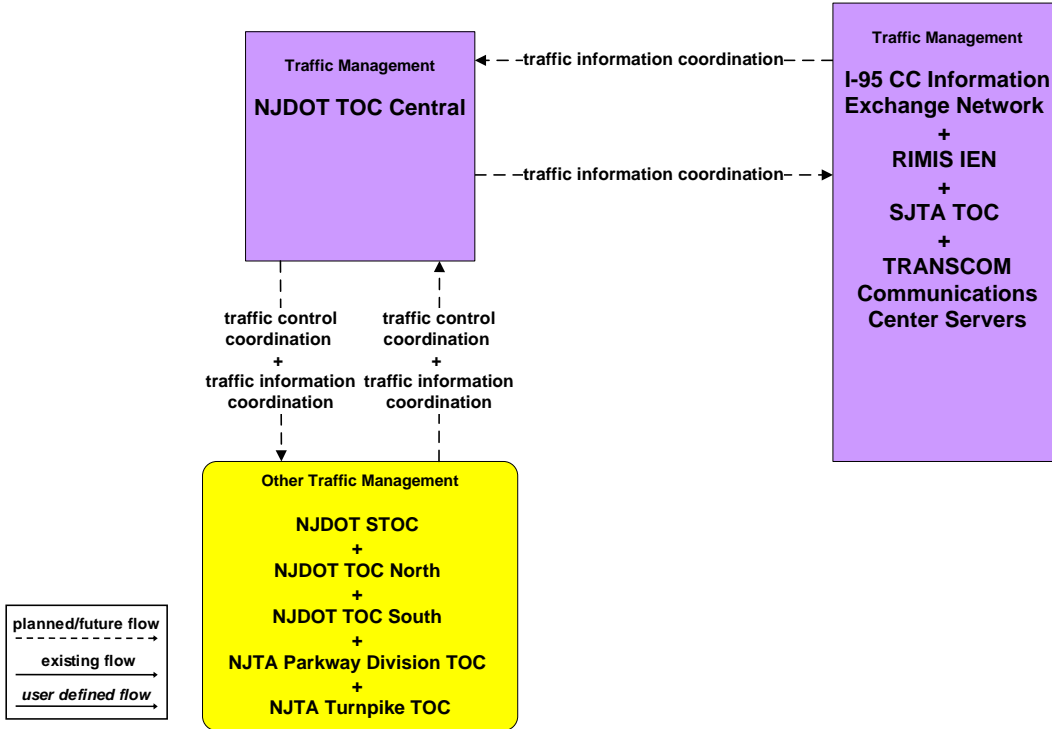 Traffic Management
NJDOT TOC Central
traffic information coordination
traffic information coordination
Traffic Management
I-95 CC Information
Exchange Network
+
RIMIS IEN
+
SJTA TOC
+
TRANSCOM
Communications
Center Servers
traffic control
coordination
+
traffic information
coordination
traffic control
coordination
+
traffic information
coordination
Other Traffic Management
NJDOT STOC
+
NJDOT TOC North
+
NJDOT TOC South
+
NJTA Parkway Division TOC
+
NJTA Turnpike TOC
planned/future flow
existing flow
user defined flow